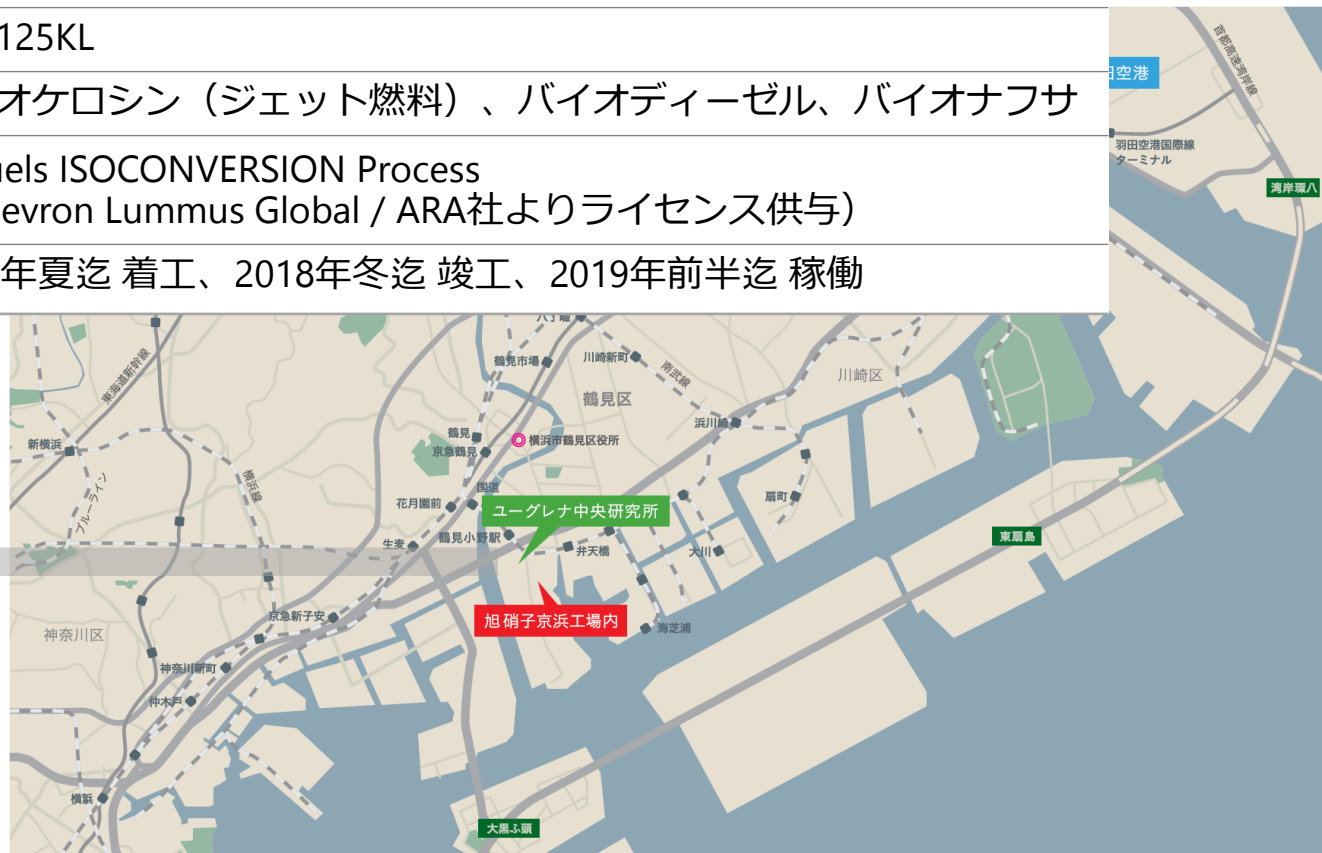 125KL
オケロシン（ジェット燃料）、バイオディーゼル、バイオナフサ
uels ISOCONVERSION Process
evron Lummus Global / ARA社よりライセンス供与）
年夏迄 着工、2018年冬迄 竣工、2019年前半迄 稼働
首都高速湾岸線
空港
羽田空港国際線
ターミナル
湾岸環八
八丁畷
鶴見市場
川崎新町
南武線
川崎区
東海道新幹線
鶴見区
浜川崎
新横浜
鶴見
横浜市鶴見区役所
京急鶴見
ブルーライン
横浜線
国道
花月園前
扇町
ユーグレナ中央研究所
生麦
鶴見小野駅
弁天橋
大川
東扇島
旭硝子京浜工場内
京急新子安
海芝浦
神奈川区
神奈川新町
仲木戸
横浜
大黒ふ頭